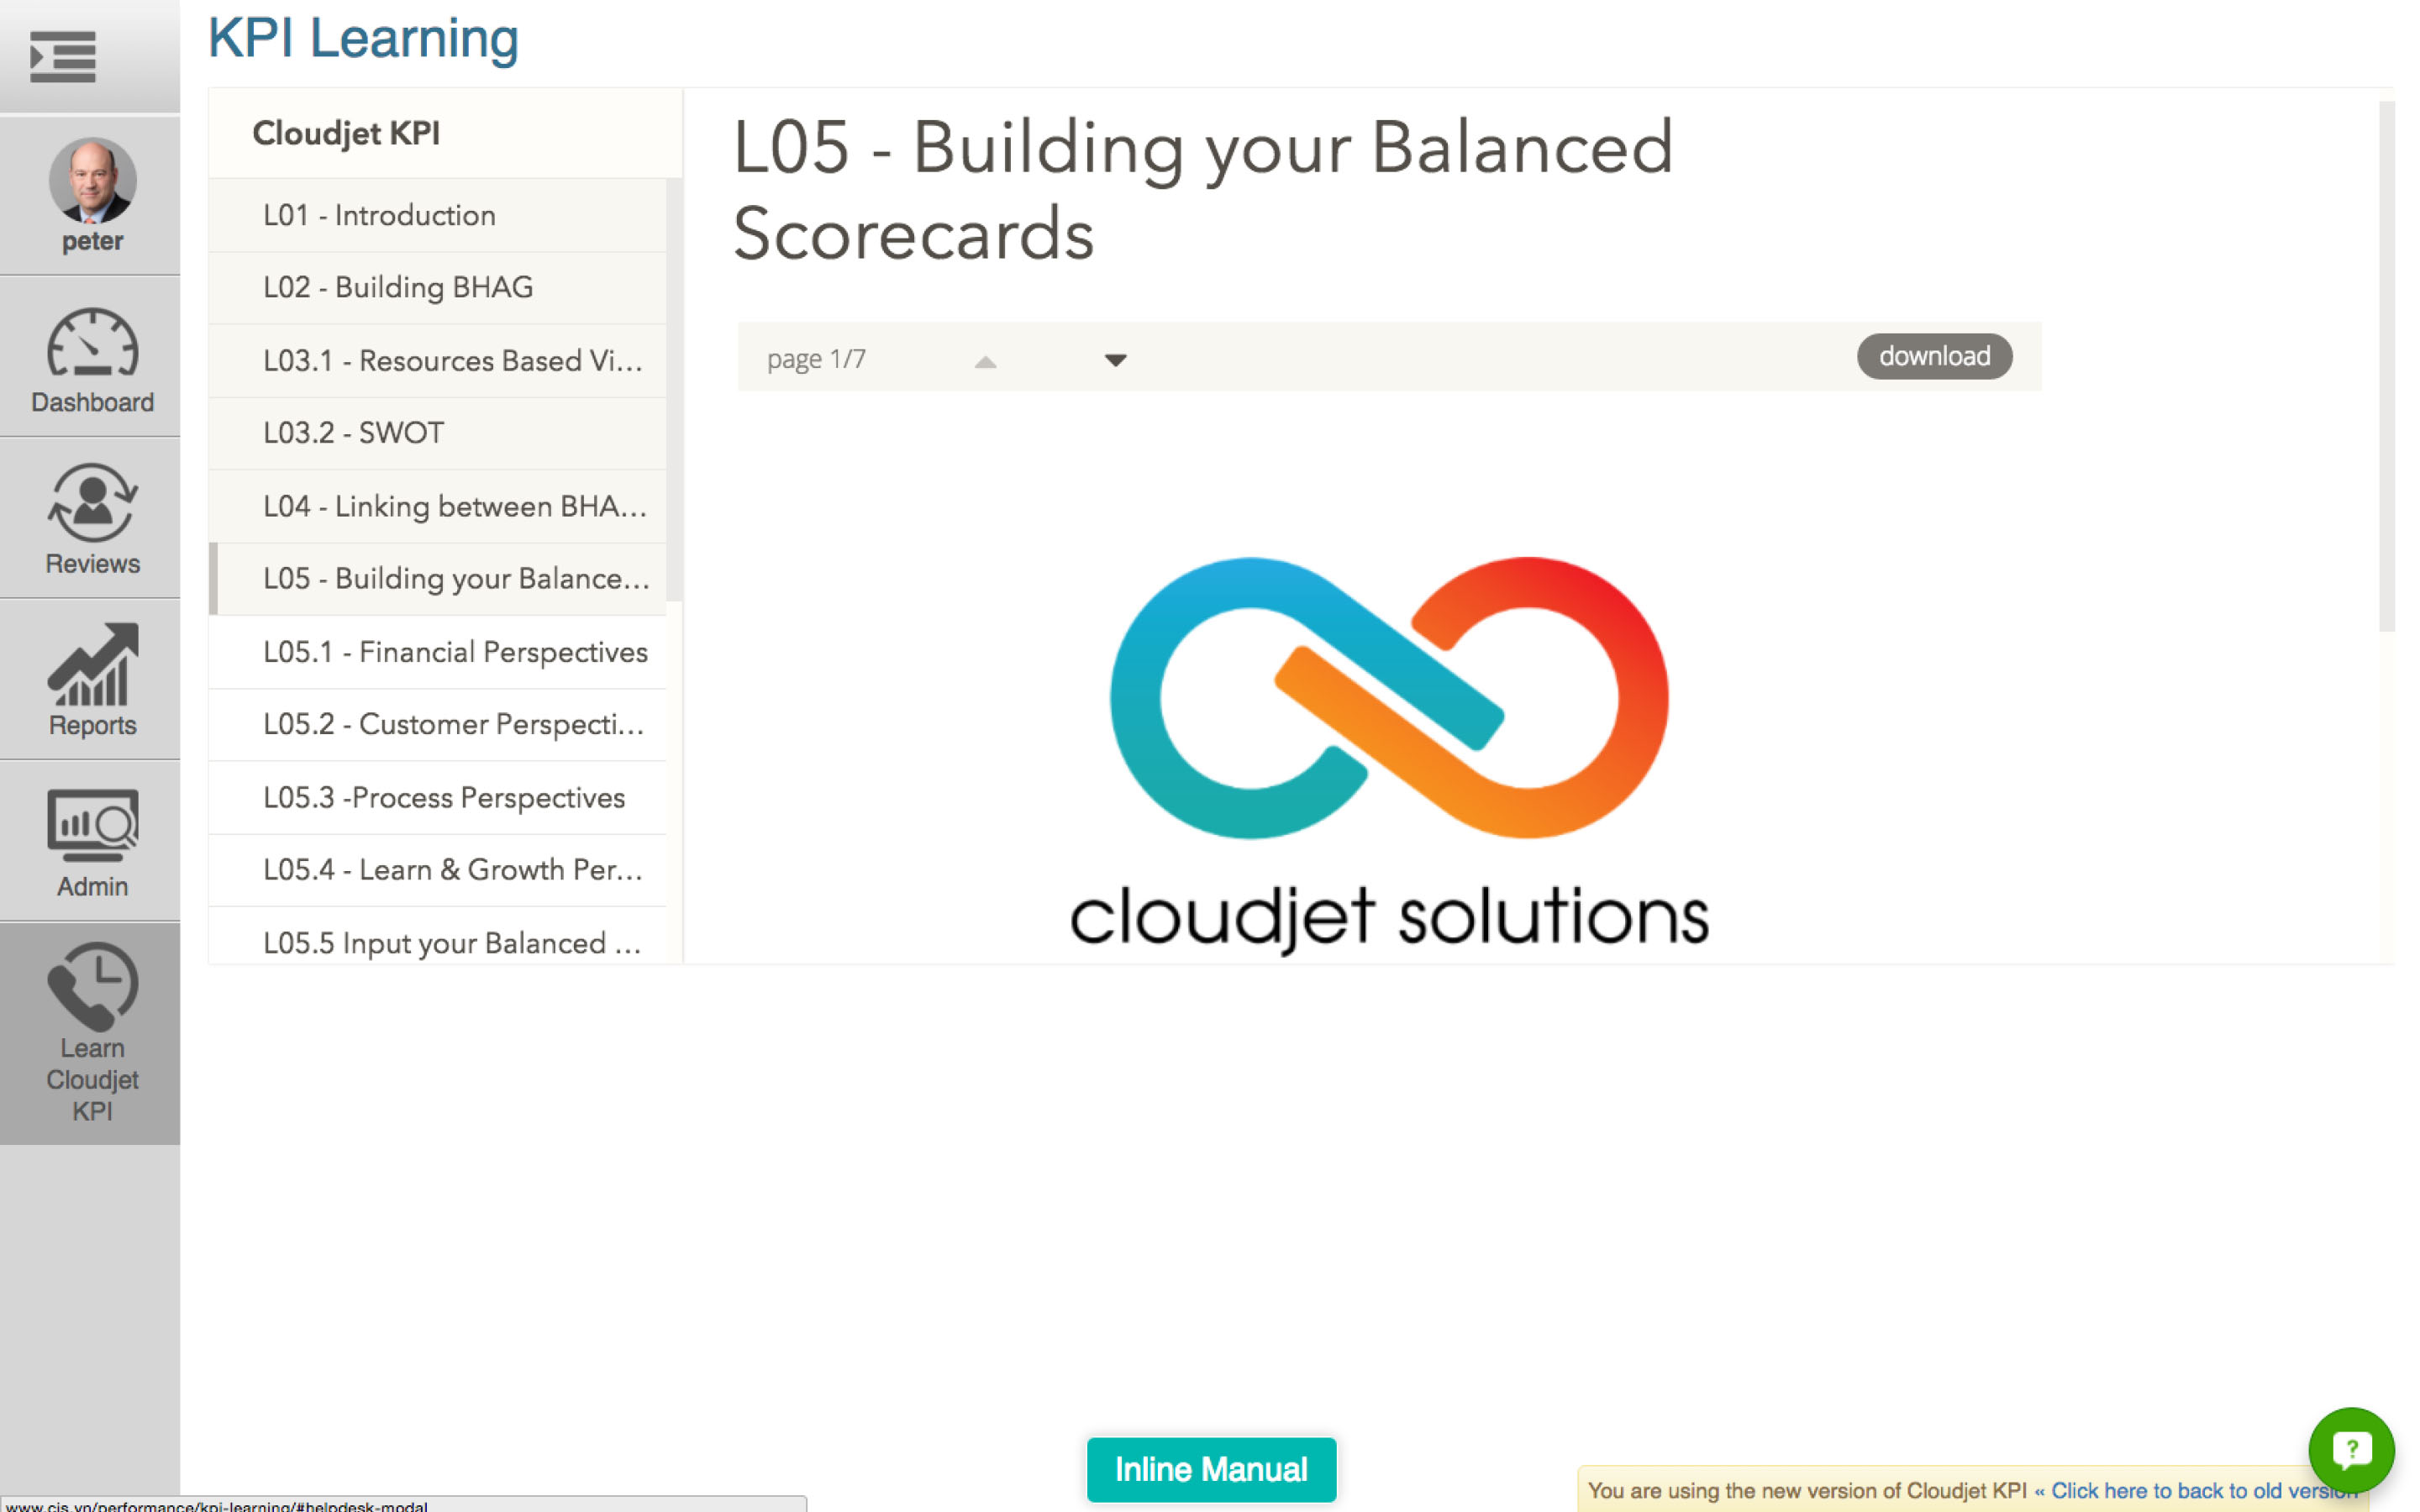 KPI Learning
peter
Dashboard
Reviews
Reports
Admin
Learn
Cloudjet
KPI
Cloudjet KPI
L01 - Introduction
L02 - Building BHAG
L03.1 - Resources Based Vi...
L03.2 - SWOT
L04 - Linking between BHA...
L05 - Building your Balance...
L05.1 - Financial Perspectives
L05.2 - Customer Perspecti...
L05.3 -Process Perspectives
L05.4 - Learn & Growth Per...
L05.5 Input your Balanced ...
L05 - Building your Balanced
Scorecards
page 1/7
download
cloudjet solutions
Inline Manual
?
You are using the new version of Cloudjet KPI « Click here to back to old version
www.cjs.vn/performance/kpi-learning/#helpdesk-modal